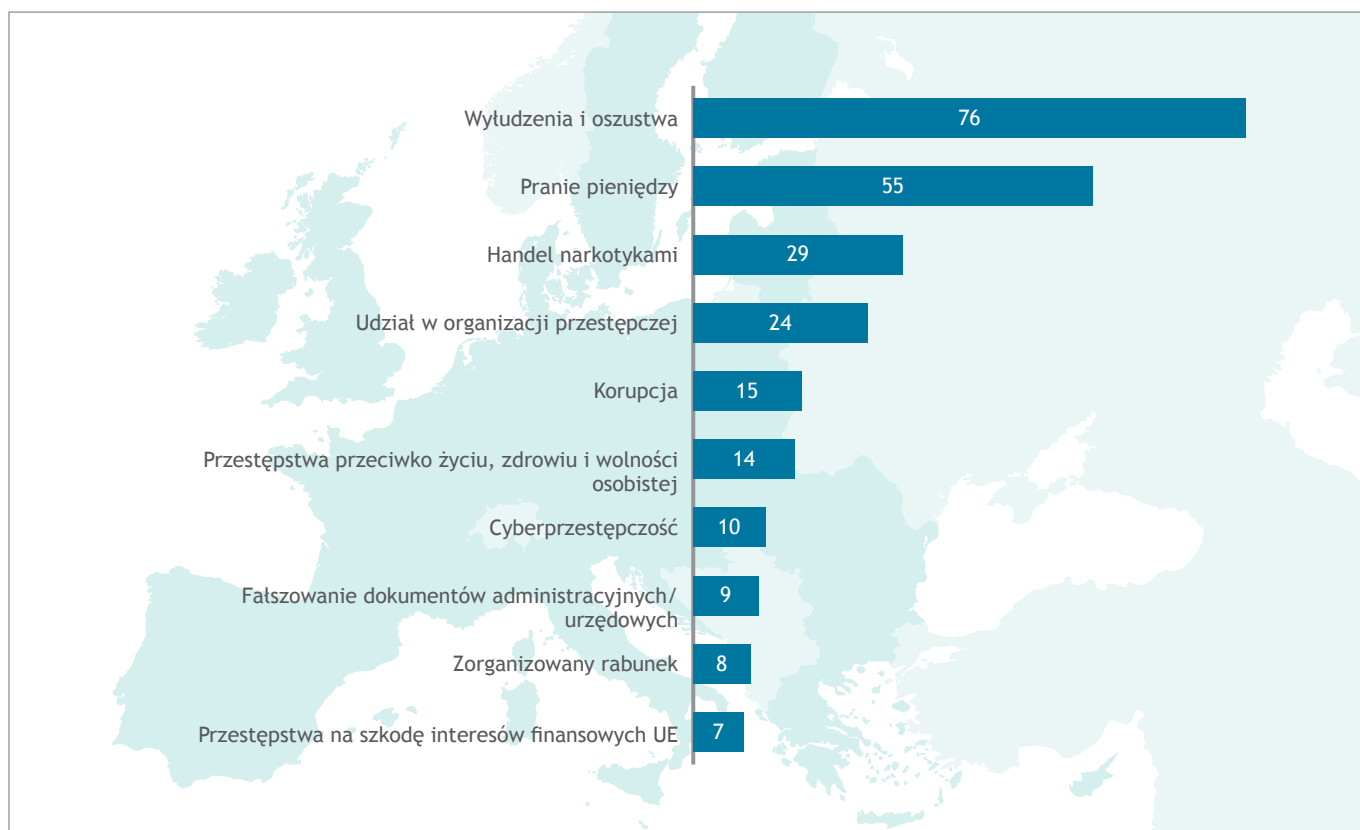 Wyłudzenia i oszustwa 76
Pranie pieniędzy 55
Handel narkotykami 29
Udział w organizacji przestępczej 24
Korupcja 15
Przestępstwa przeciwko życiu, zdrowiu i wolności
osobistej 14
Cyberprzestępczość 10
Fałszowanie dokumentów administracyjnych/
urzędowych 9
Zorganizowany rabunek 8
Przestępstwa na szkodę interesów finansowych UE 7